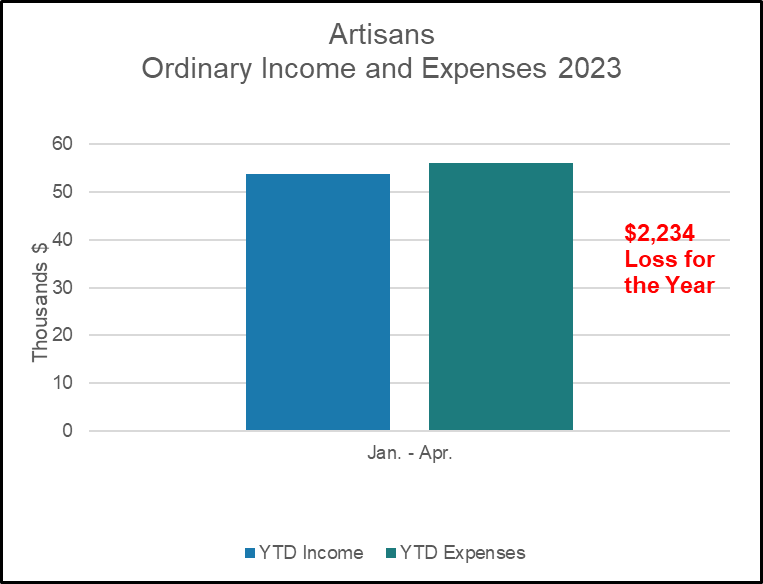 Artisans
Ordinary Income and Expenses 2023
60
50
40
30
20
10
0
Thousands $
$2,234
Loss for
the Year
Jan. - Apr.
YTD Income
YTD Expenses